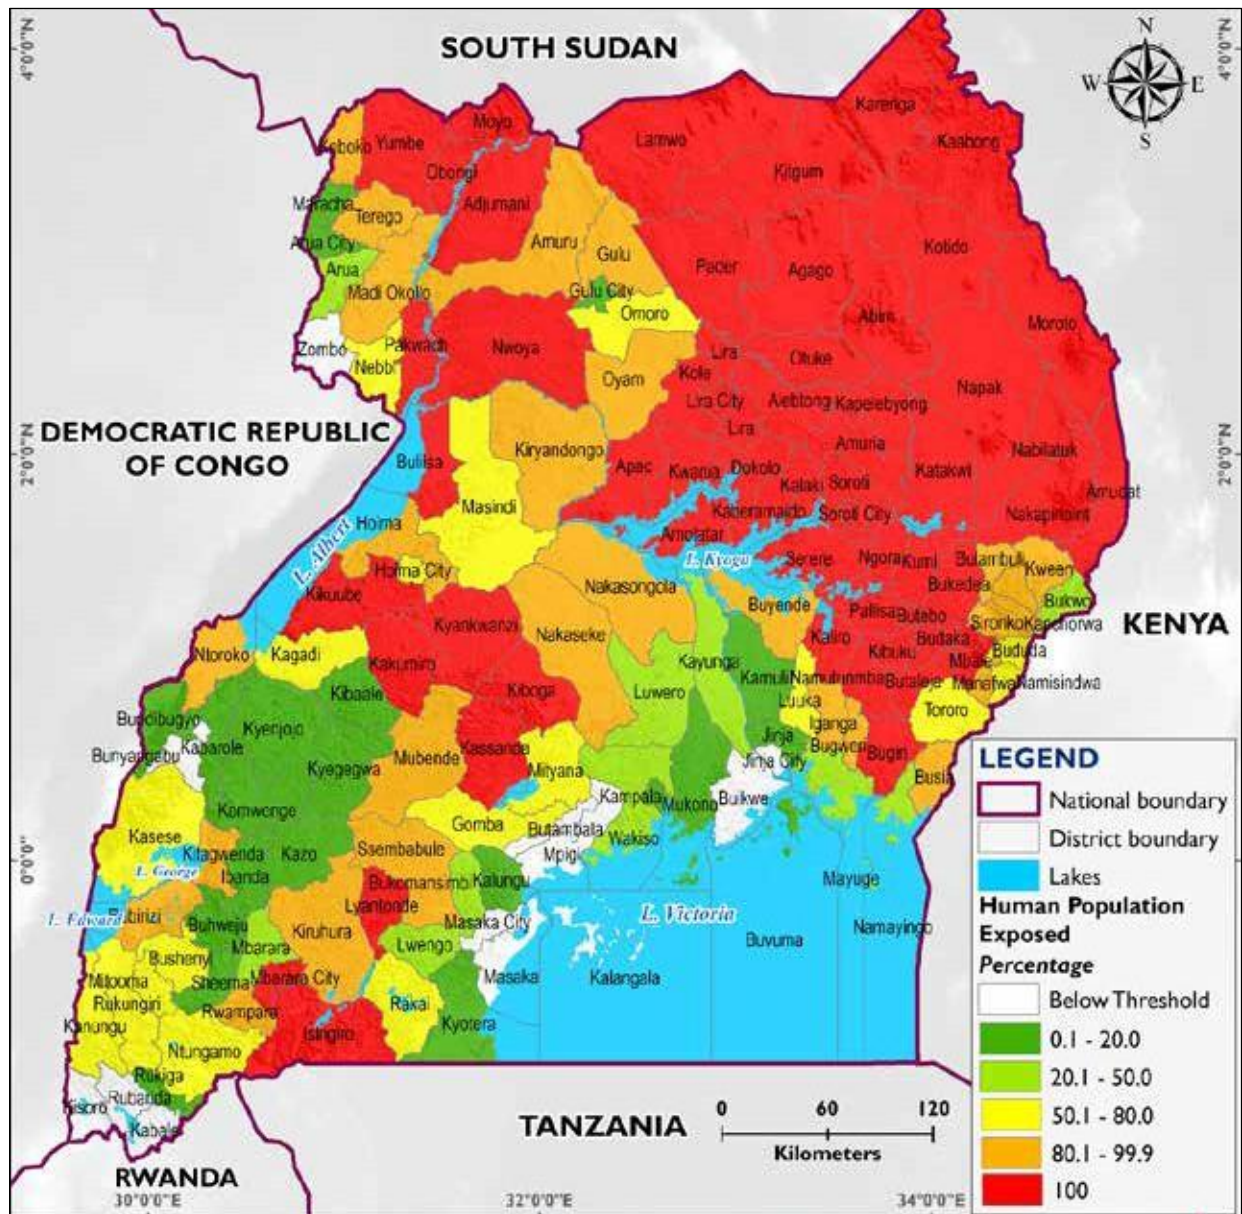 SOUTH SUDAN
N
W E
S
4°0'0"N
4°0'0"N
Karenga
Moyo
Koboko Yumbe
Lamwo
Kaabong
Obongi
Kitgum
Maracha
Adjumani
Terego
Arua City
Amuru
Kotido
Gulu
Pader
Agago
Arua
Madi Okollo
Gulu City
Omoro
Abim
Moroto
Zombo
Pakwach
Nwoya
Lira
Otuke
Nebbi
Oyam
Kole
Napak
Lira City
Alebtong Kapelebyong
DEMOCRATIC REPUBLIC
OF CONGO
Lira
Amuria
Kiryandongo
Nabilatuk
2°0'0"N
2°0'0"N
Buliisa
Apac
Kwania
Dokolo
Katakwi
Kalaki
Soroti
Amudat
Masindi
Kaberamaido
Soroti City
Nakapiripirit
Hoima
Amolatar
L. Albert
L. Kyoga
Serere
Ngora
Kumi
Bulambuli
Kween
Hoima City
Nakasongola
Bukedea
Kikuube
Buyende
Bukwo
Pallisa
Butebo
Sironko
Kapchorwa
KENYA
Kyankwanzi
Nakaseke
Kaliro
Budaka
Ntoroko
Kagadi
Kakumiro
Kayunga
Kibuku
Mbale
Bududa
Kibaale
Kiboga
Luwero
Kamuli
Namutumba
Butaleja
Manafwa
Namisindwa
Luuka
Tororo
Bundibugyo
Kyenjojo
Iganga
Bunyangabu
Kabarole
Mubende
Kassanda
Jinja
Bugweri
Bugiri
Kyegegwa
Mityana
Jinja City
Busia
Kampala
Mukono
Buikwe
Komwenge
Gomba
Butambala
Wakiso
Kasese
Mpigi
Kitagwenda
Kazo
Ssembabule
0°0'0"
Ibanda
L. George
Bukomansimbi
Kalungu
Mayuge
Lyantonde
L. Edward
Rubirizi
Buhweju
Kiruhura
Masaka City
L. Victoria
Namayingo
Mbarara
Lwengo
Buvuma
Bushenyi
Mitooma
Sheema
Mbarara City
Masaka
Kalangala
Rukungiri
Rwampara
Rakai
Kanungu
Isingiro
Kyotera
Ntungamo
Rukiga
Kisoro
Rubanda
Kabale
TANZANIA
0 60 120
Kilometers
RWANDA
30°0'0"E
32°0'0"E
34°0'0"E
LEGEND
National boundary
District boundary
Lakes
Human Population
Exposed
Percentage
Below Threshold
0.1 - 20.0
20.1 - 50.0
50.1 - 80.0
80.1 - 99.9
100